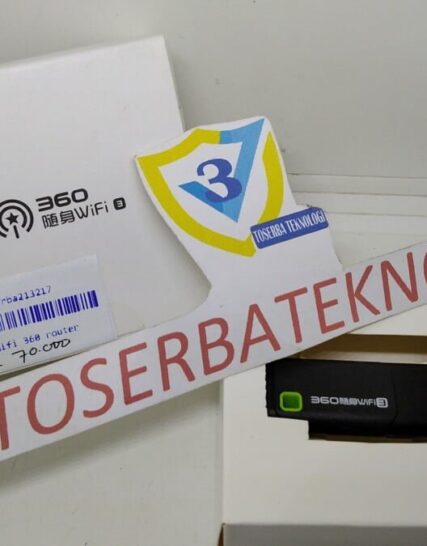 360
随身WiFi 3
rba213217
wifi 360 router
70.000
3
TOSERBA TEKNOLOGI
TOSERBATEKNO
360随身WiFi 3